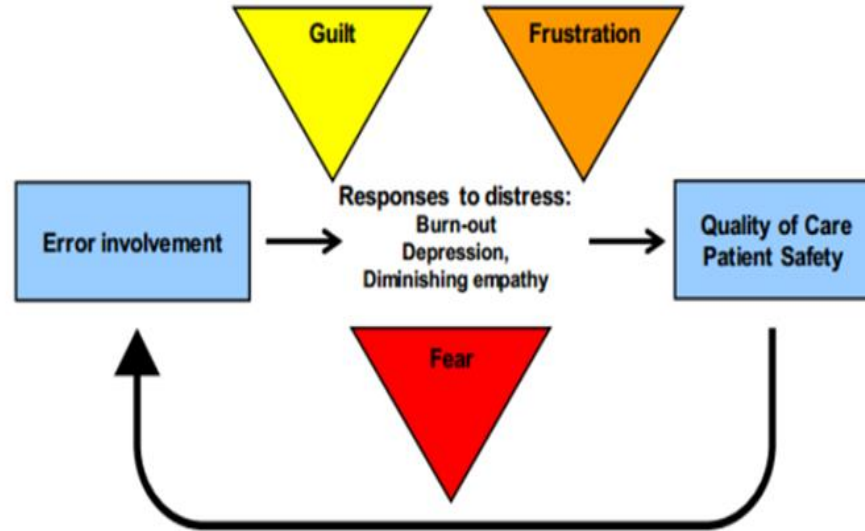 Guilt
Frustration
Error involvement
Responses to distress:
Burn-out
Depression,
Diminishing empathy
Quality of Care
Patient Safety
Fear